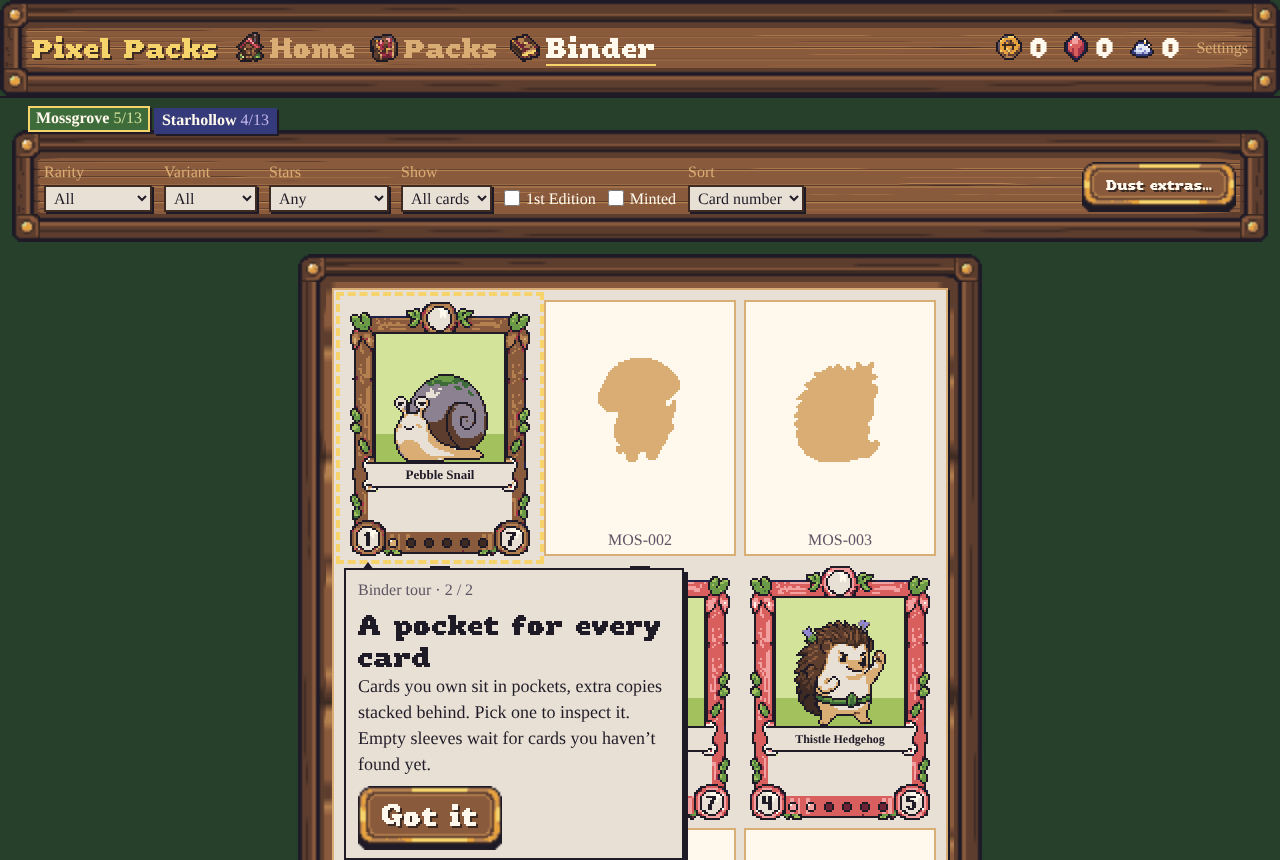 Pixel Packs Home Packs Binder 0 0 0 Settings
Mossgrove 5/13 Starhollow 4/13
Rarity Variant Stars Show Sort
All All Any All cards 1st Edition Minted Card number Dust extras...
Pebble Snail
1 7
MOS-002
MOS-003
Binder tour · 2 / 2
A pocket for every
card
Cards you own sit in pockets, extra copies
stacked behind. Pick one to inspect it.
Empty sleeves wait for cards you haven’t
found yet.
Got it
7
Thistle Hedgehog
4 5